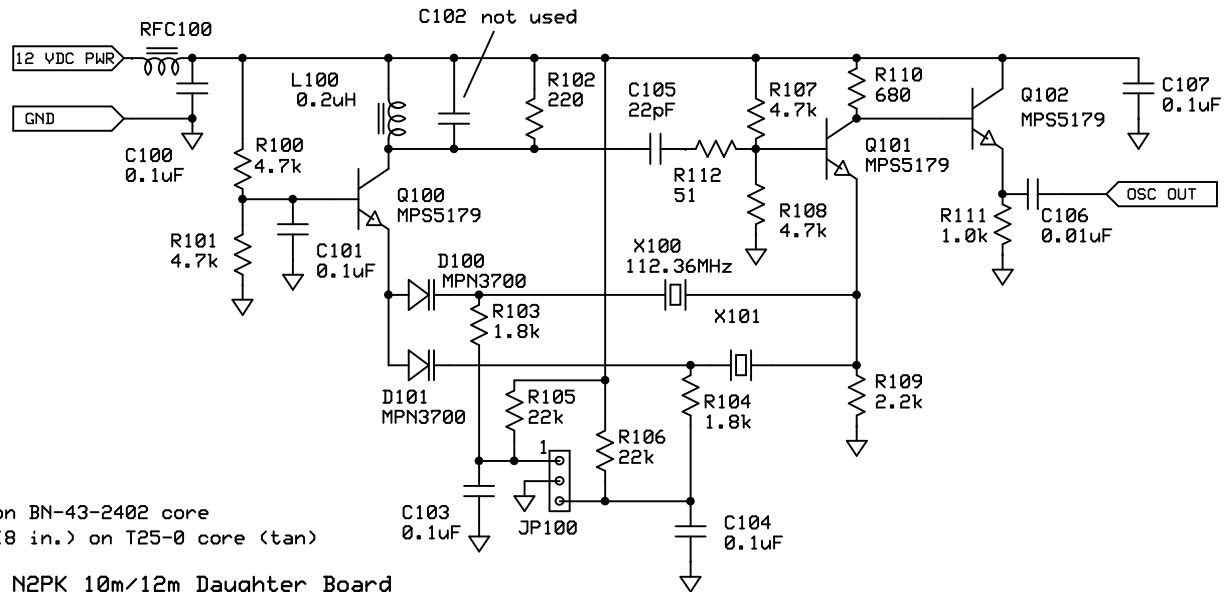 C102 not used
RFC100
12 VDC PWR
GND
C100
0.1uF
L100
0.2uH
R102
220
C105
22pF
R107
4.7k
R110
680
Q102
MPS5179
C107
0.1uF
R100
4.7k
Q100
MPS5179
R112
51
Q101
MPS5179
R101
4.7k
C101
0.1uF
R108
4.7k
R111
1.0k
C106
0.01uF
OSC OUT
D100
MPN3700
X100
112.36MHz
R103
1.8k
X101
D101
MPN3700
R105
22k
R104
1.8k
R109
2.2k
R106
22k
1
C103
0.1uF
JP100
C104
0.1uF
on BN-43-2402 core
(8 in.) on T25-0 core (tan)
N2PK 10m/12m Daughter Board